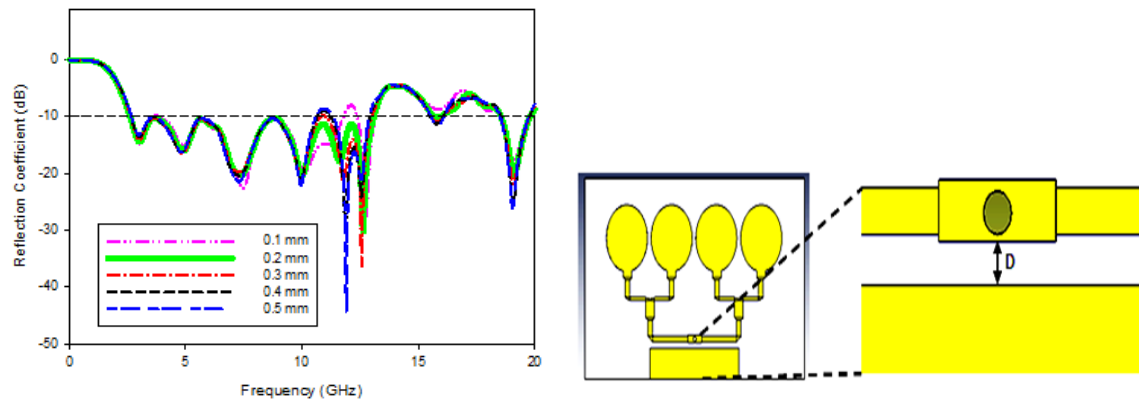 Reflection Coefficient (dB)
0
-10
-20
-30
-40
-50
0.1 mm
0.2 mm
0.3 mm
0.4 mm
0.5 mm
0 5 10 15 20
Frequency (GHz)
D